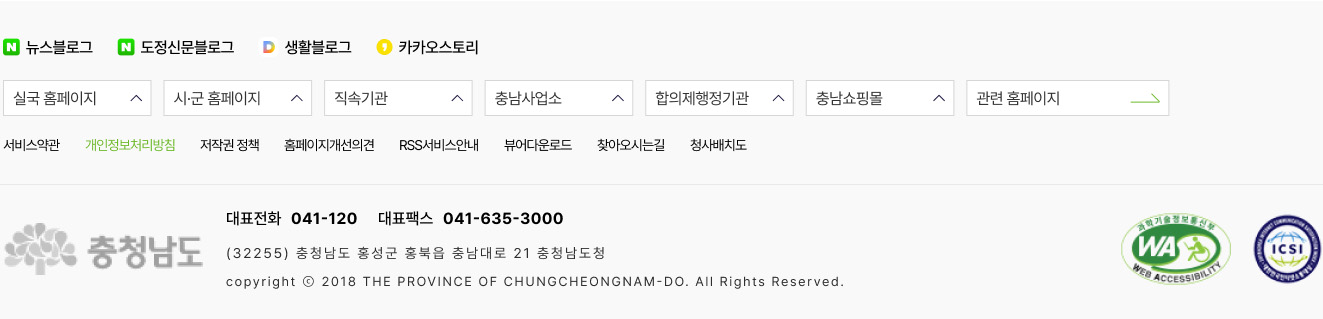 뉴스블로그 도정신문블로그 생활블로그 카카오스토리
실국 홈페이지 시·군 홈페이지 직속기관 충남사업소 합의제행정기관 충남쇼핑몰 관련 홈페이지
서비스약관 개인정보처리방침 저작권 정책 홈페이지개선의견 RSS서비스안내 뷰어다운로드 찾아오시는길 청사배치도
대표전화 041-120 대표팩스 041-635-3000
충청남도
(32255) 충청남도 홍성군 홍북읍 충남대로 21 충청남도청
copyright ⓒ 2018 THE PROVINCE OF CHUNGCHEONGNAM-DO. All Rights Reserved.
과학기술정보통신부
WA
WEB ACCESSIBILITY
ICSI